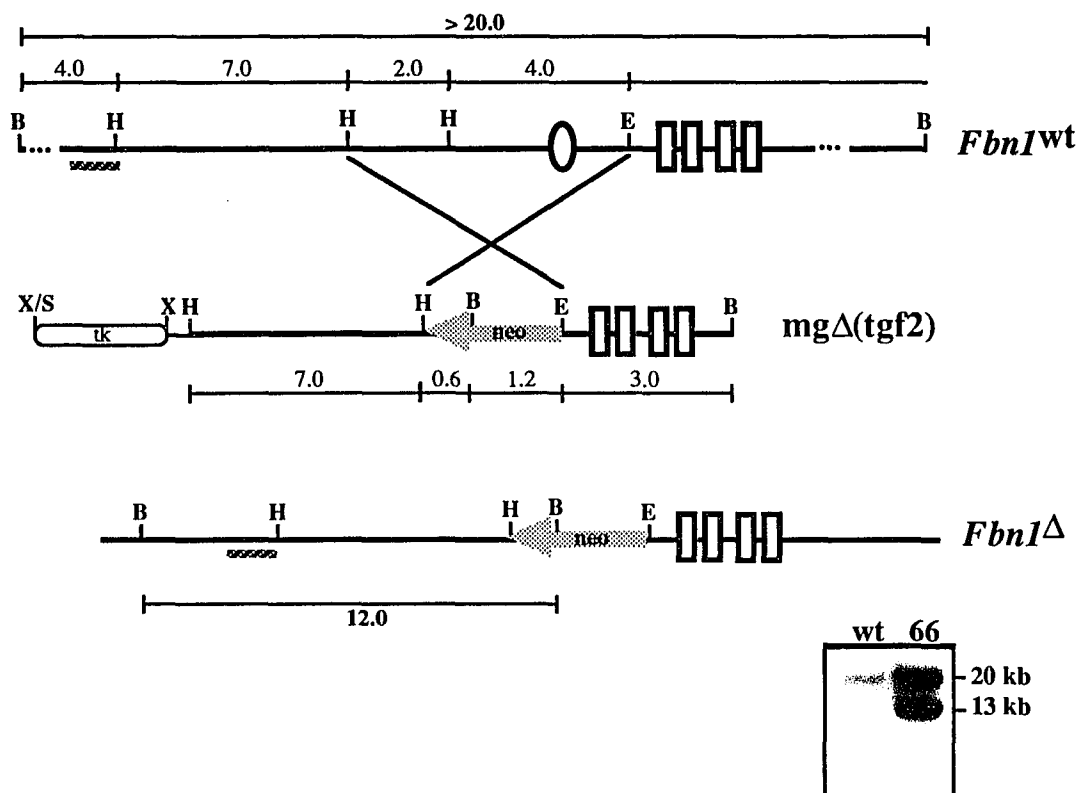 > 20.0
4.0 7.0 2.0 4.0
B H H H E B
Fbn1wt
X/S X H H B E B
tk neo
mgΔ(tgf2)
7.0 0.6 1.2 3.0
B H H B E
neo
Fbn1Δ
12.0
wt 66
20 kb
13 kb